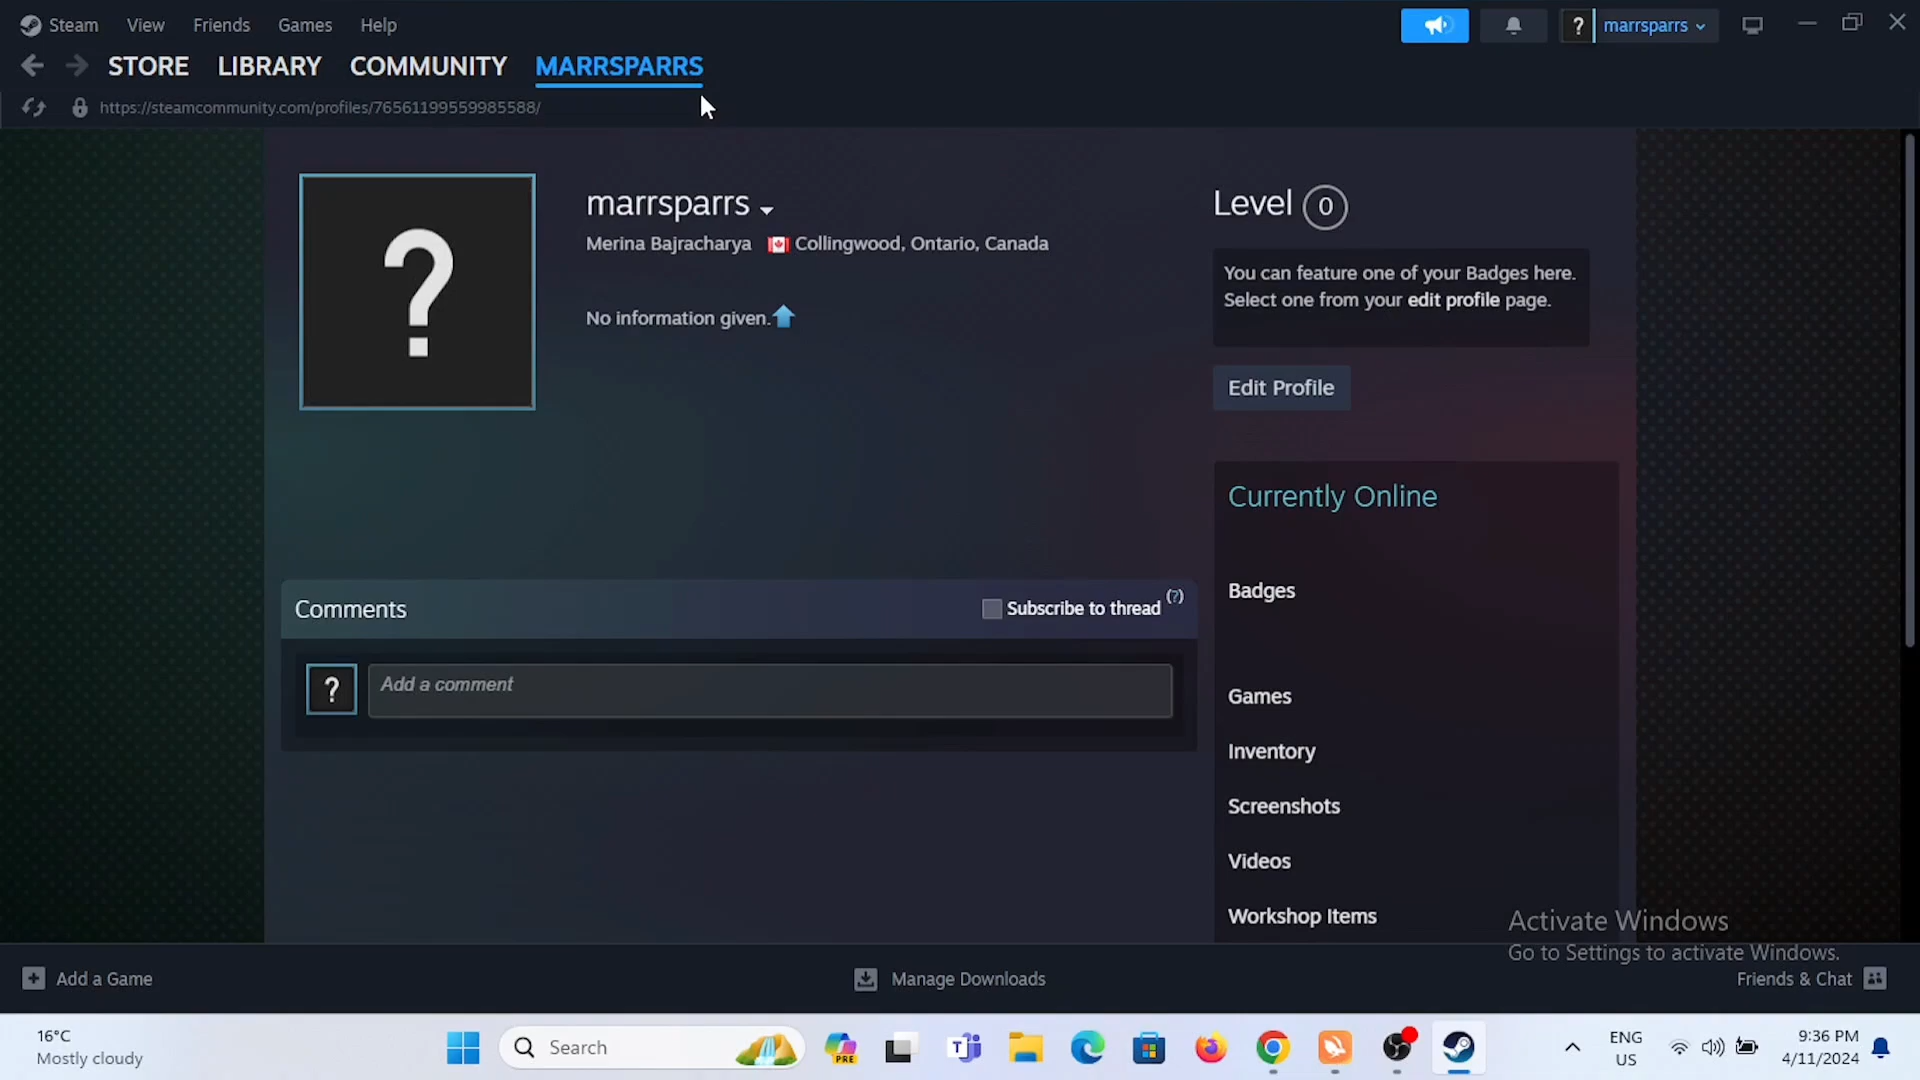 Steam View Friends Games Help
? marrsparrs
STORE LIBRARY COMMUNITY MARRSPARRS
https://steamcommunity.com/profiles/76561199559985588/
?
marrsparrs
Merina Bajracharya Collingwood, Ontario, Canada
No information given.
Level 0
You can feature one of your Badges here.
Select one from your edit profile page.
Edit Profile
Currently Online
Badges
Games
Inventory
Screenshots
Videos
Workshop Items
Comments
Subscribe to thread (?)
?
Add a comment
Activate Windows
Go to Settings to activate Windows.
Add a Game
Manage Downloads
Friends & Chat
16°C
Mostly cloudy
Search
PRE
T
ENG
US
9:36 PM
4/11/2024